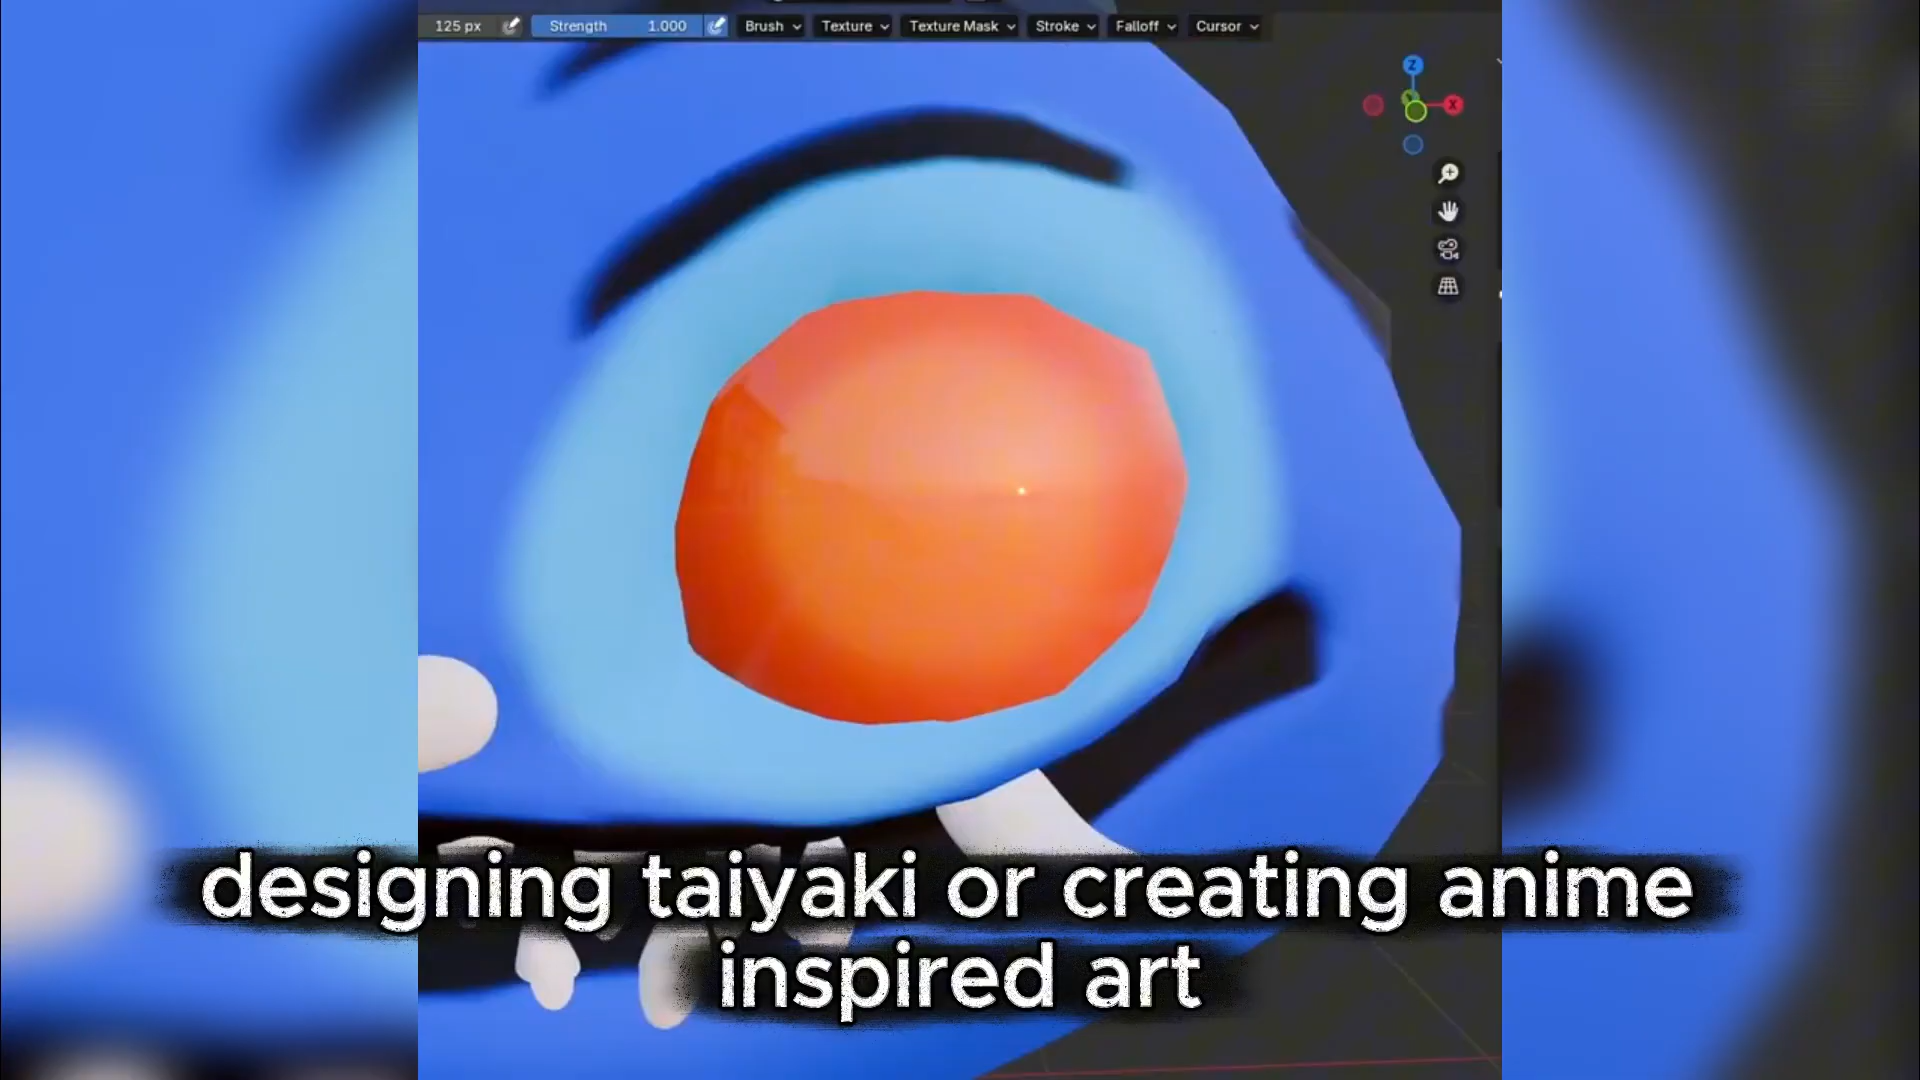 125 px Strength 1.000 Brush Texture Texture Mask Stroke Falloff Cursor
Z
X
designing taiyaki or creating anime
inspired art